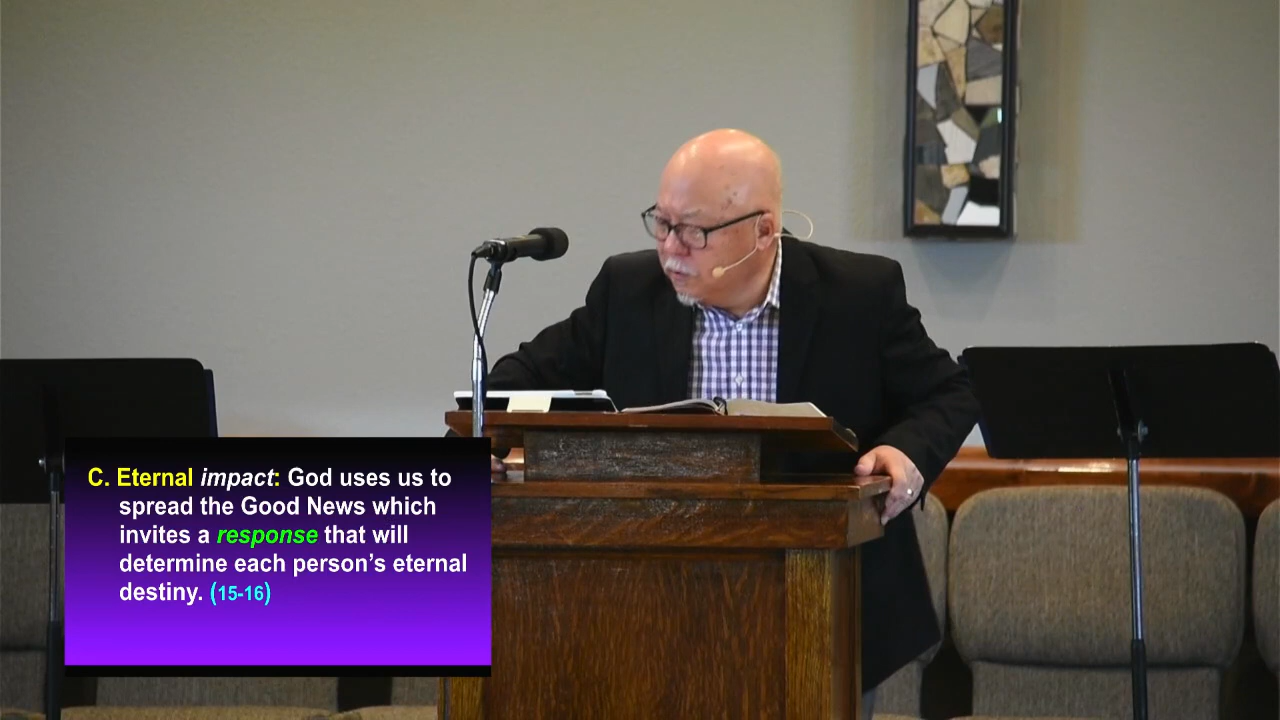 C. Eternal impact: God uses us to
spread the Good News which
invites a response that will
determine each person’s eternal
destiny. (15-16)